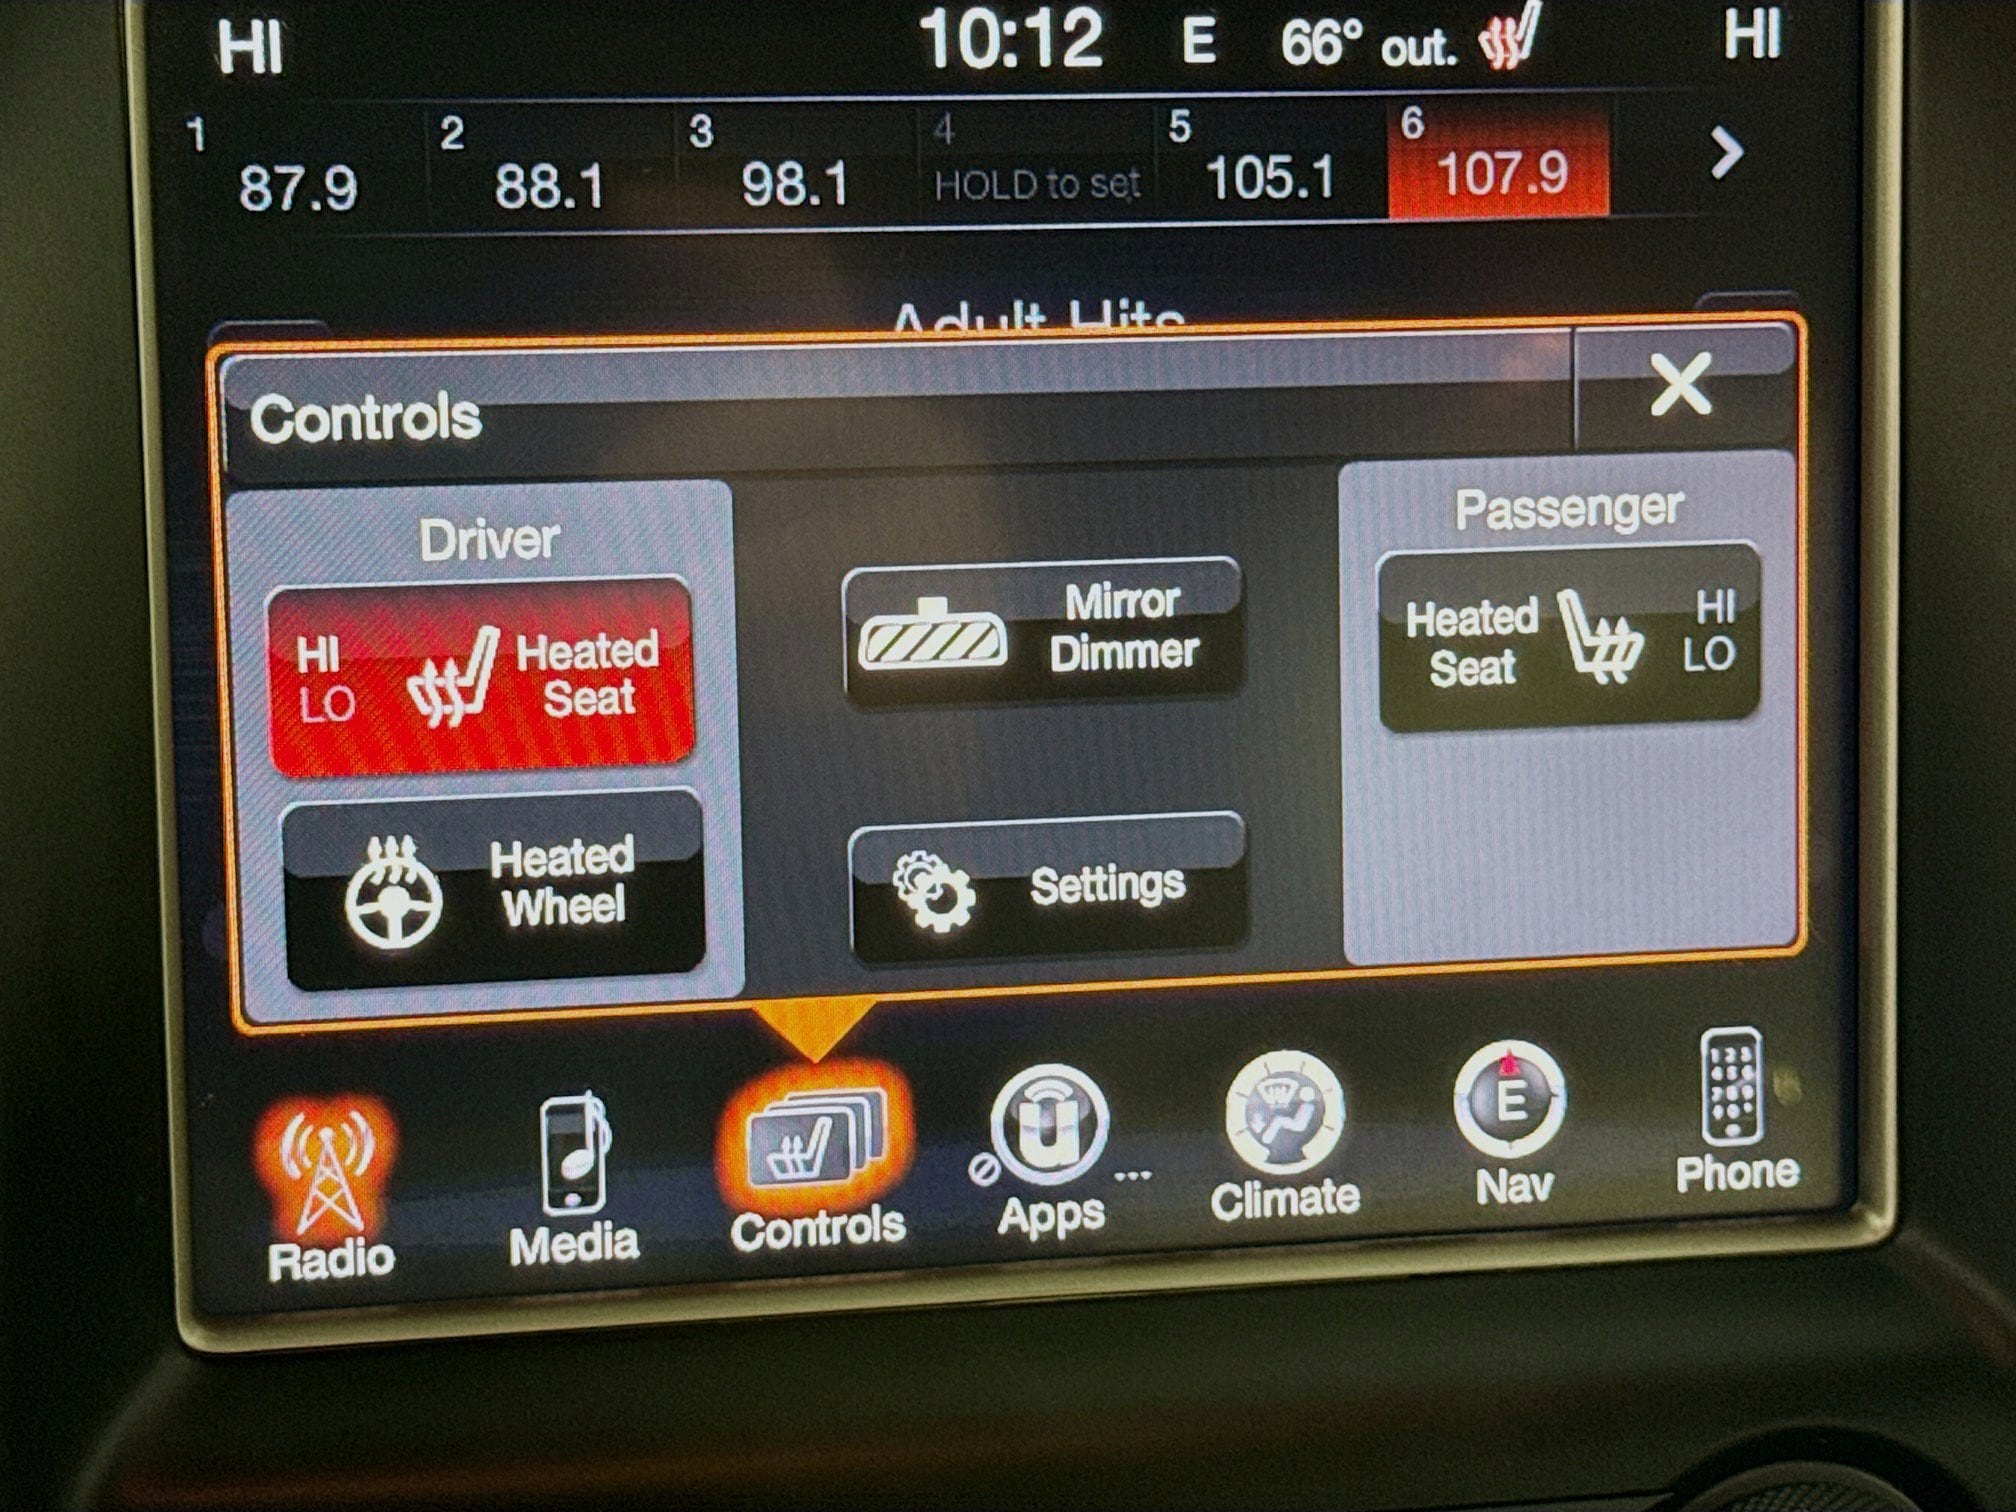 HI 10:12 E 66° out. HI
1 2 3 4 5 6
87.9 88.1 98.1 HOLD to set 105.1 107.9
Adult Hits
Controls
Driver
HI
LO
Heated
Seat
Heated
Wheel
Mirror
Dimmer
Settings
Passenger
Heated
Seat
HI
LO
E
Radio Media Controls Apps ... Climate Nav Phone